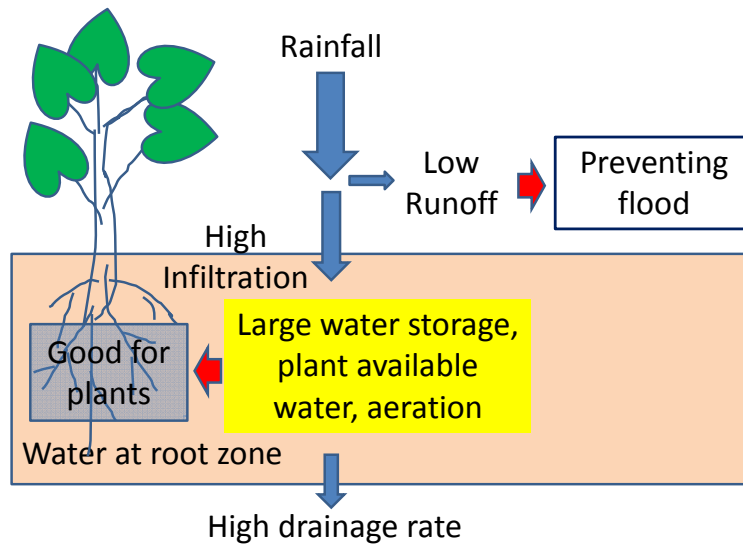 Rainfall
Low
Runoff
Preventing
flood
High
Infiltration
Large water storage,
plant available
water, aeration
Good for
plants
Water at root zone
High drainage rate